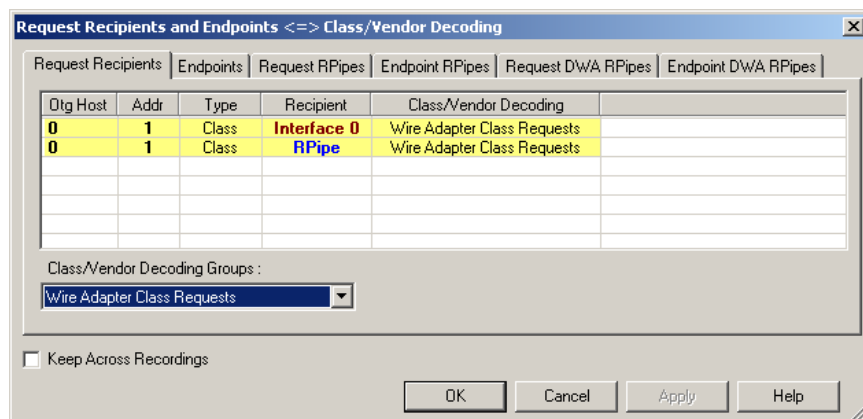 Request Recipients and Endpoints <=> Class/Vendor Decoding
Request Recipients Endpoints Request RPipes Endpoint RPipes Request DWA RPipes Endpoint DWA RPipes
Otg Host Addr Type Recipient Class/Vendor Decoding
0 1 Class Interface 0 Wire Adapter Class Requests
0 1 Class RPipe Wire Adapter Class Requests
Class/Vendor Decoding Groups :
Wire Adapter Class Requests
Keep Across Recordings
OK Cancel Apply Help